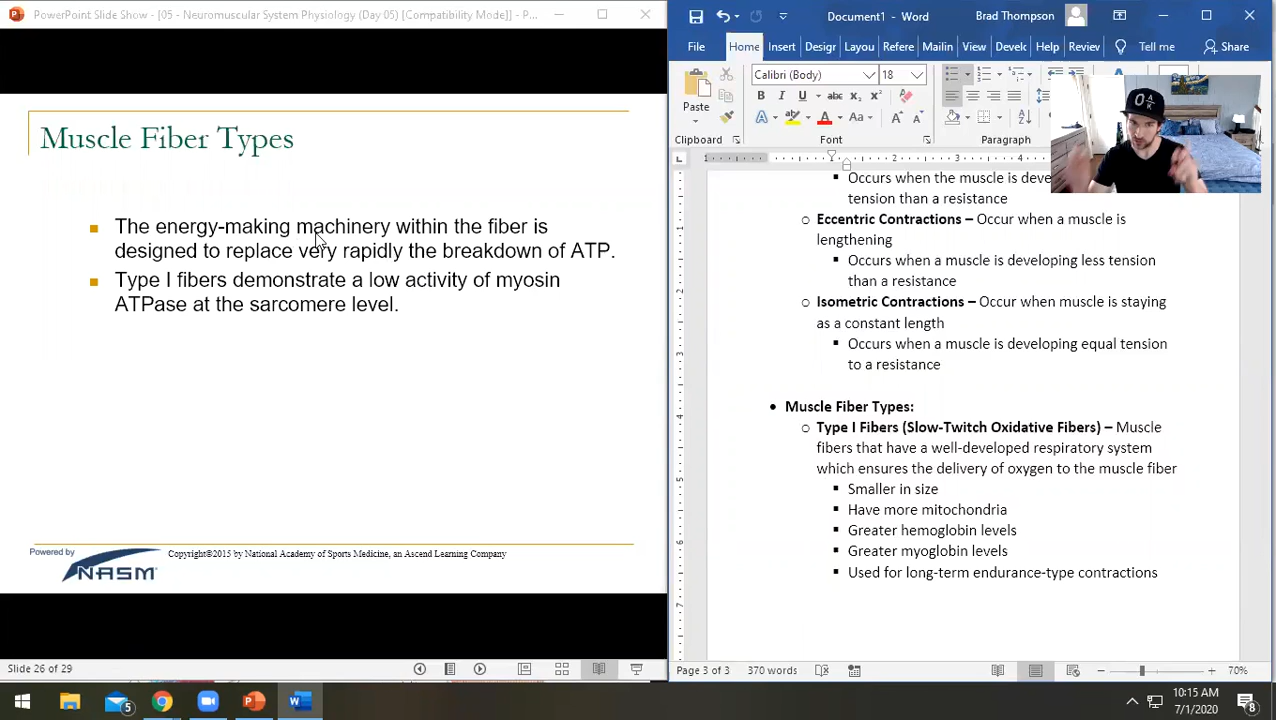 PowerPoint Slide Show - [05 - Neuromuscular System Physiology (Day 05) [Compatibility Mode]] - P...
Muscle Fiber Types
The energy-making machinery within the fiber is
designed to replace very rapidly the breakdown of ATP.
Type I fibers demonstrate a low activity of myosin
ATPase at the sarcomere level.
Powered by
NASM
Copyright©2015 by National Academy of Sports Medicine, an Ascend Learning Company
Slide 26 of 29
Document1 - Word
Brad Thompson
File Home Insert Desigr Layou Refere Mailin View Develc Help Review Tell me Share
Paste
Clipboard
Calibri (Body) 18
Font
Paragraph
Occurs when the muscle is deve
tension than a resistance
Eccentric Contractions – Occur when a muscle is
lengthening
Occurs when a muscle is developing less tension
than a resistance
Isometric Contractions – Occur when muscle is staying
as a constant length
Occurs when a muscle is developing equal tension
to a resistance
Muscle Fiber Types:
Type I Fibers (Slow-Twitch Oxidative Fibers) – Muscle
fibers that have a well-developed respiratory system
which ensures the delivery of oxygen to the muscle fiber
Smaller in size
Have more mitochondria
Greater hemoglobin levels
Greater myoglobin levels
Used for long-term endurance-type contractions
Page 3 of 3 370 words
70%
5
10:15 AM
7/1/2020
8